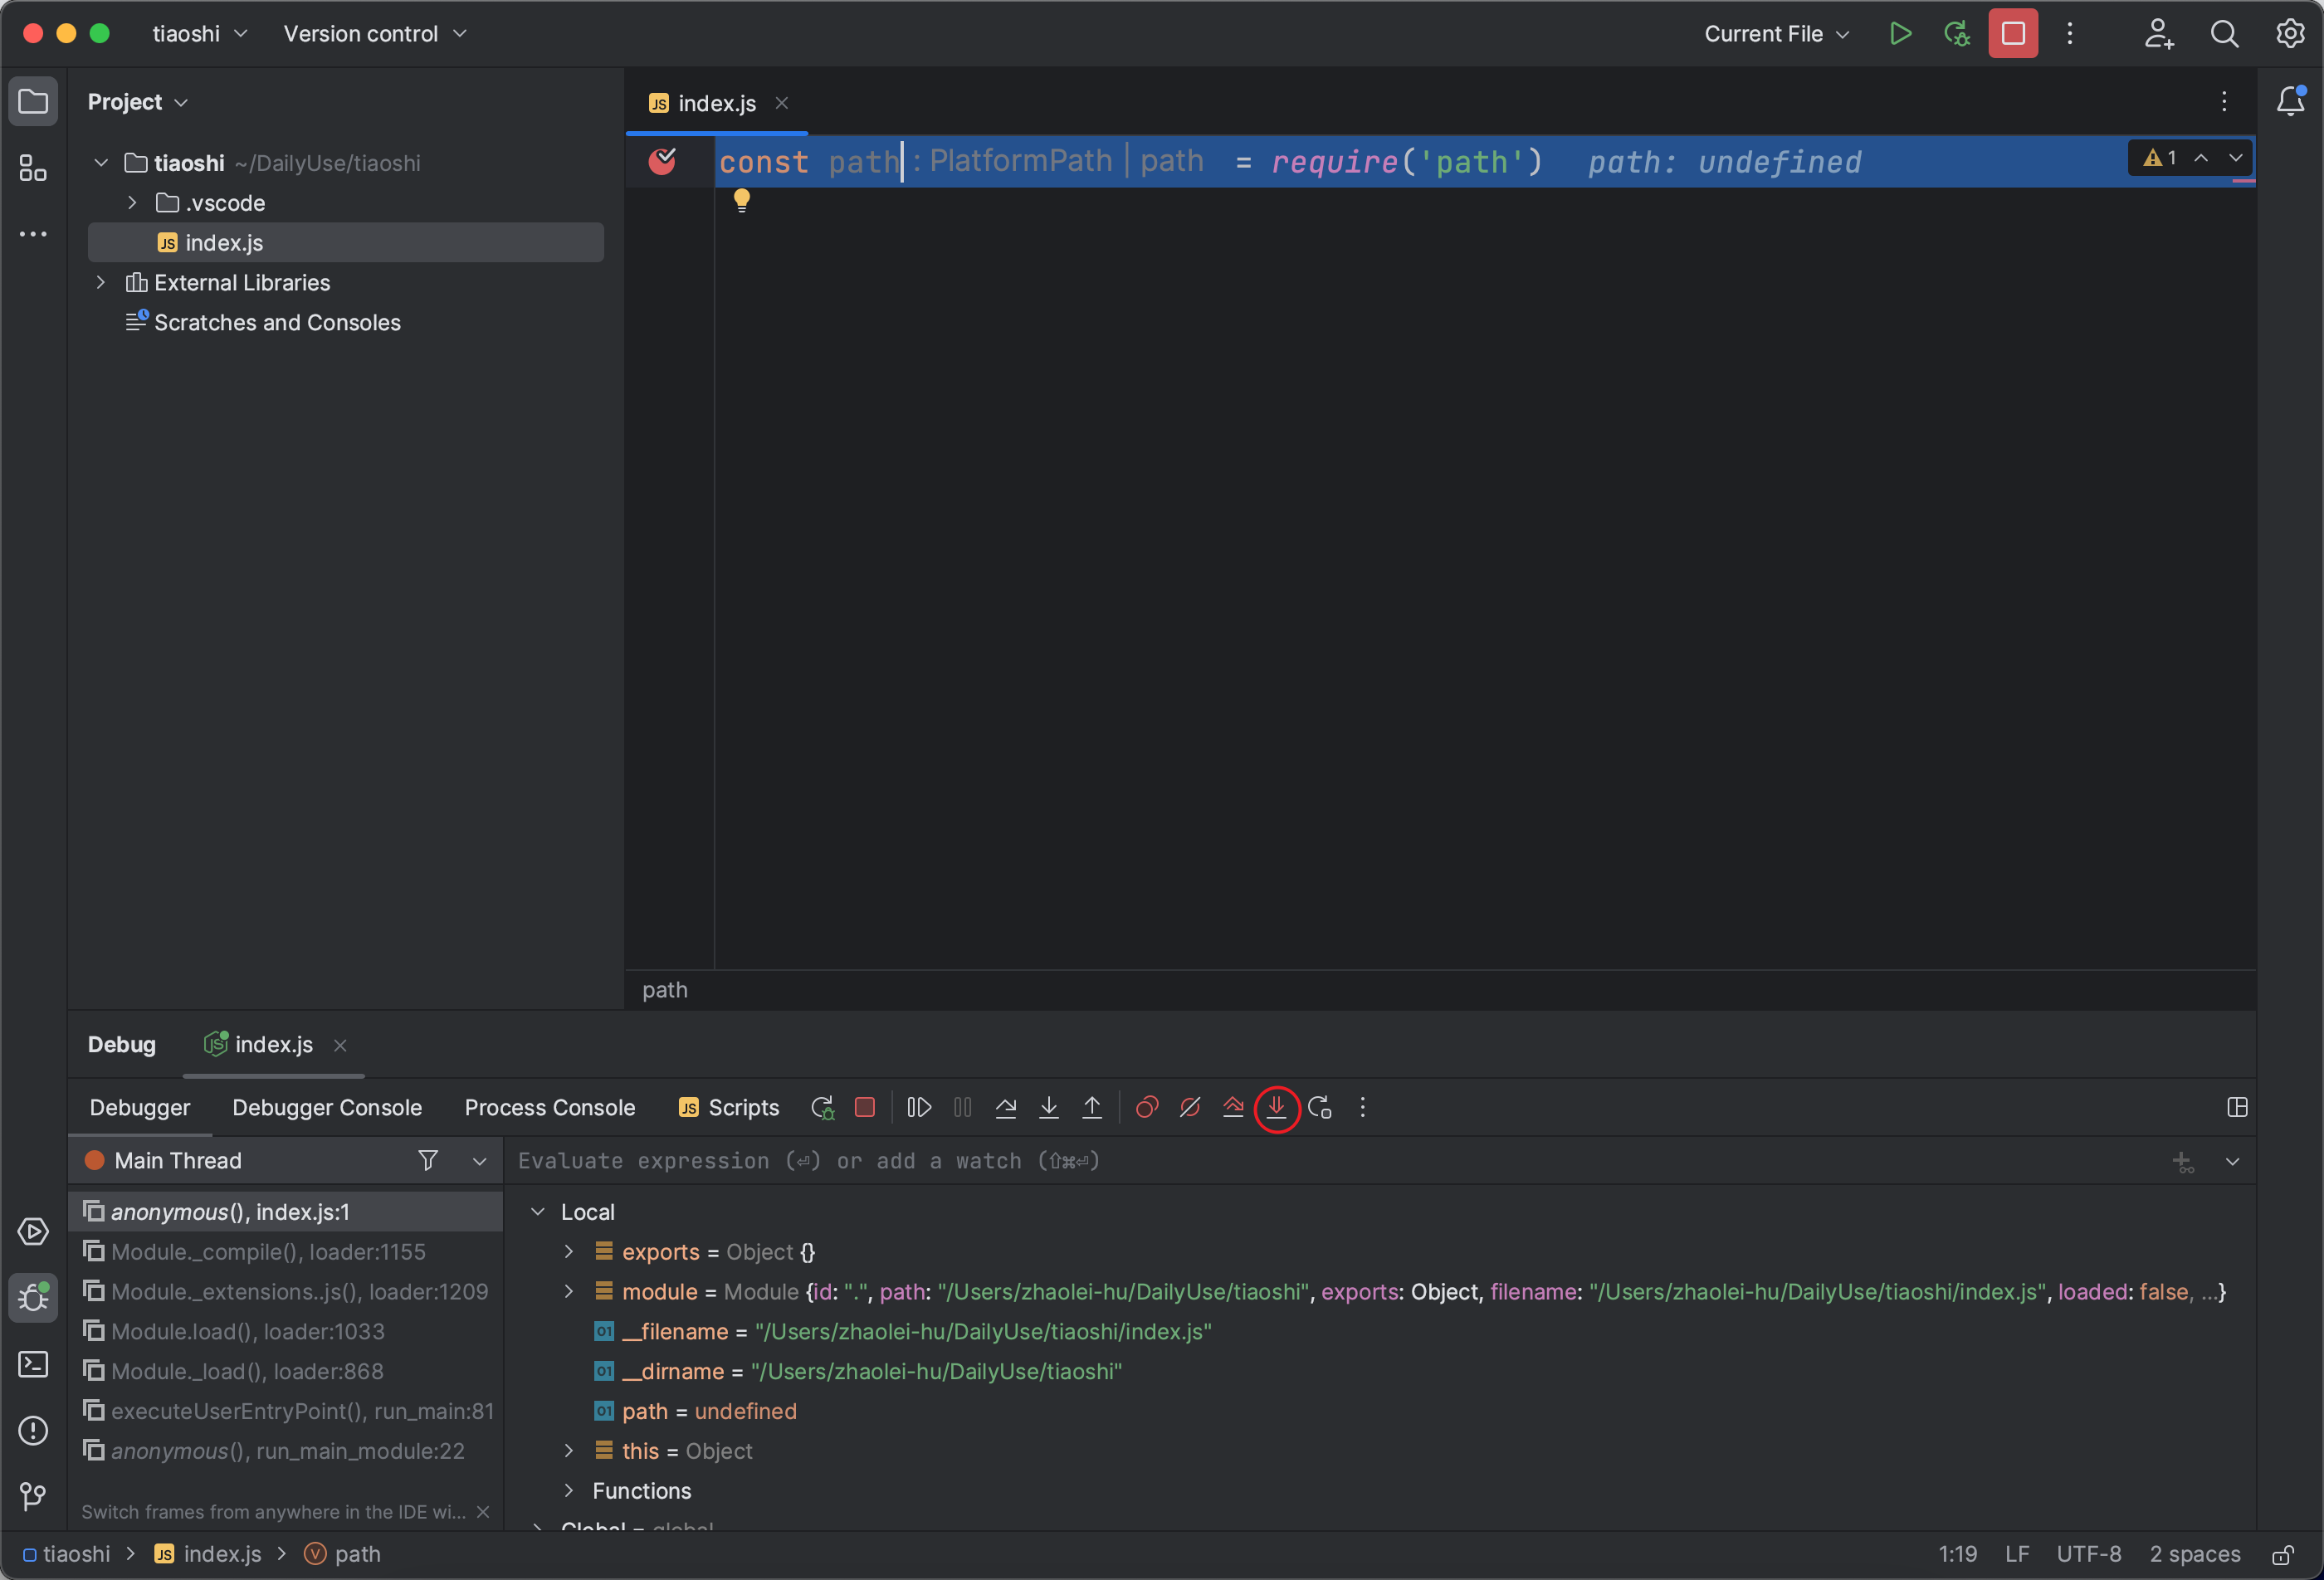 tiaoshi Version control Current File
Project
index.js
tiaoshi ~/DailyUse/tiaoshi
.vscode
index.js
External Libraries
Scratches and Consoles
const path : PlatformPath | path = require('path') path: undefined
1
path
Debug index.js
Debugger Debugger Console Process Console Scripts
Main Thread
Evaluate expression (⏎) or add a watch (⇧⌘⏎)
anonymous(), index.js:1
Module._compile(), loader:1155
Module._extensions..js(), loader:1209
Module.load(), loader:1033
Module._load(), loader:868
executeUserEntryPoint(), run_main:81
anonymous(), run_main_module:22
Switch frames from anywhere in the IDE wi...
Local
exports = Object {}
module = Module {id: ".", path: "/Users/zhaolei-hu/DailyUse/tiaoshi", exports: Object, filename: "/Users/zhaolei-hu/DailyUse/tiaoshi/index.js", loaded: false, ...}
__filename = "/Users/zhaolei-hu/DailyUse/tiaoshi/index.js"
__dirname = "/Users/zhaolei-hu/DailyUse/tiaoshi"
path = undefined
this = Object
Functions
Global = global
tiaoshi > index.js > path 1:19 LF UTF-8 2 spaces